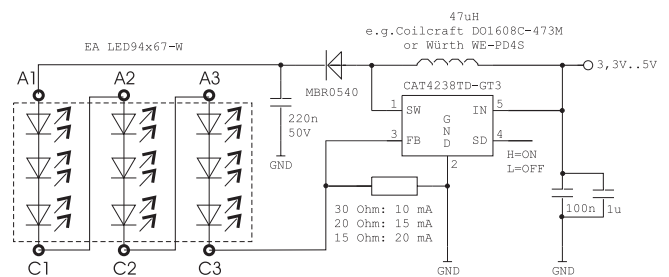 47uH
e.g.Coilcraft DO1608C-473M
or Würth WE-PD4S
EA LED94x67-W
3,3V..5V
A1
A2
A3
MBR0540
CAT4238TD-GT3
1
SW
GND
IN
5
220n
50V
3
FB
SD
4
GND
2
H=ON
L=OFF
30 Ohm: 10 mA
20 Ohm: 15 mA
15 Ohm: 20 mA
100n
1u
C1
C2
C3
GND
GND